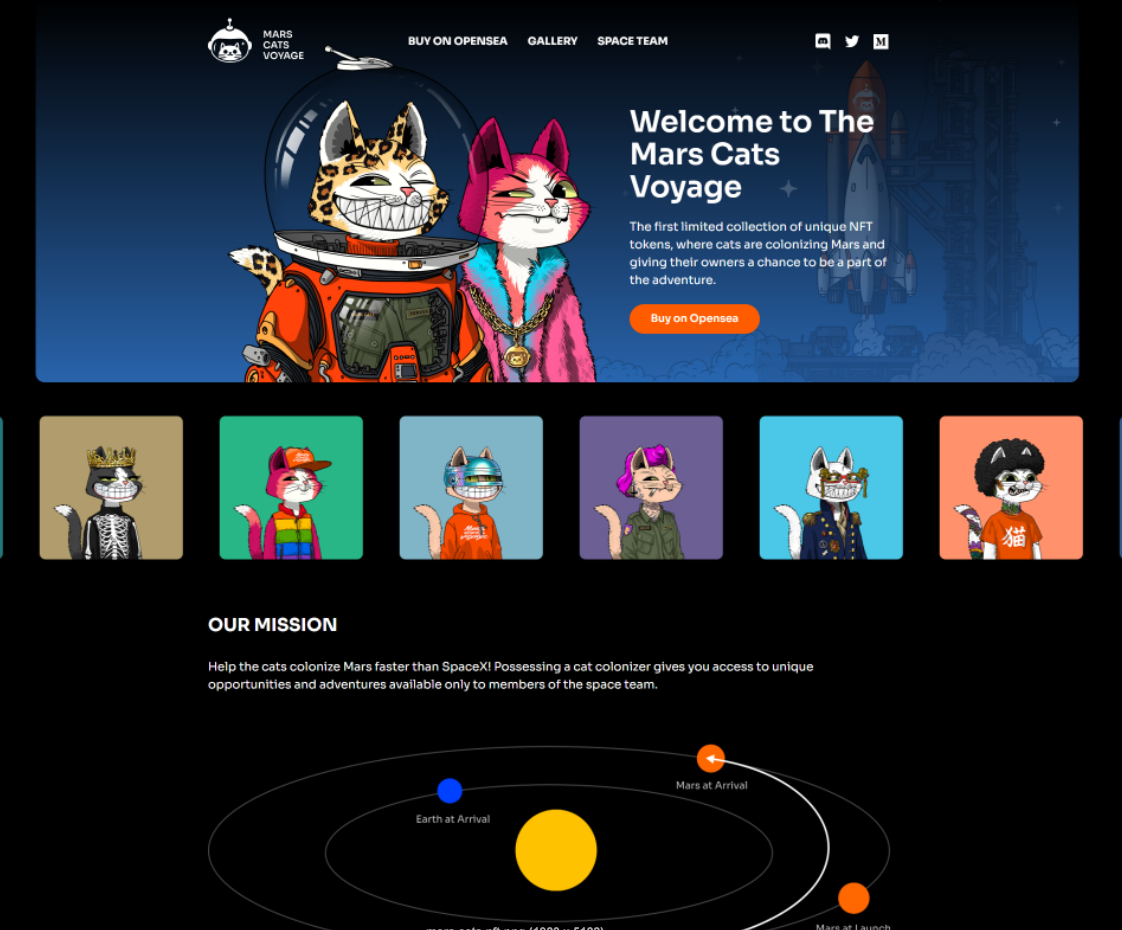 MARS
CATS
VOYAGE
BUY ON OPENSEA
GALLERY
SPACE TEAM
M
Welcome to The
Mars Cats
Voyage
The first limited collection of unique NFT
tokens, where cats are colonizing Mars and
giving their owners a chance to be a part of
the adventure.
Buy on Opensea
猫
OUR MISSION
Help the cats colonize Mars faster than SpaceX! Possessing a cat colonizer gives you access to unique
opportunities and adventures available only to members of the space team.
Mars at Arrival
Earth at Arrival
Mars at Launch